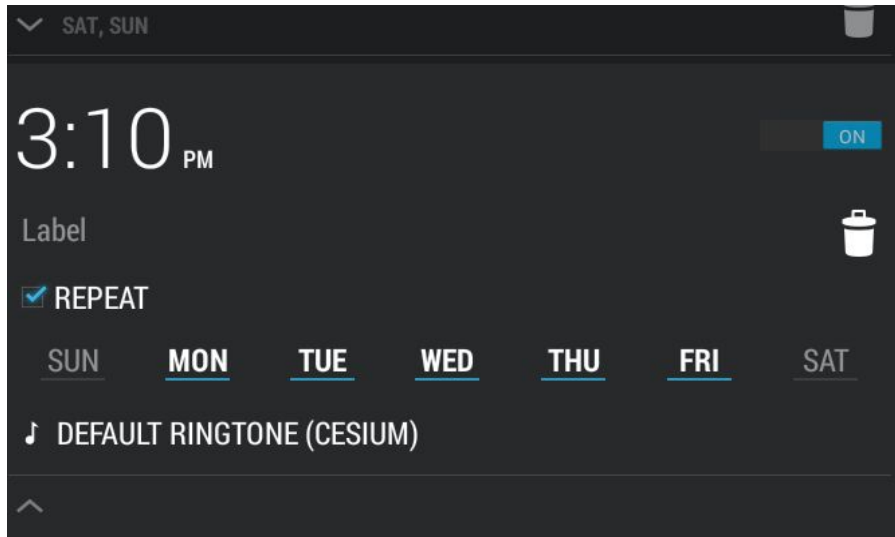 SAT, SUN
3:10 PM
ON
Label
REPEAT
SUN MON TUE WED THU FRI SAT
DEFAULT RINGTONE (CESIUM)